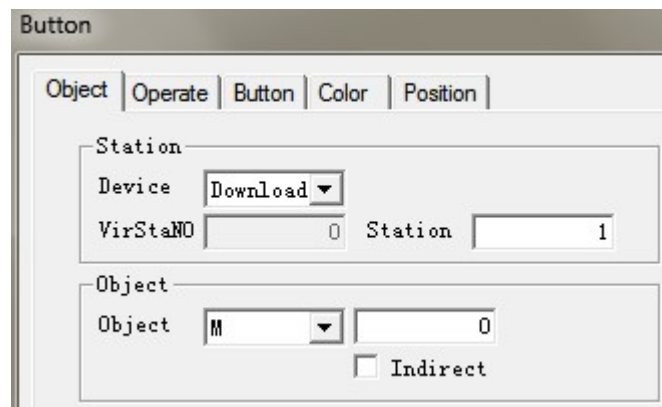 Button
Object Operate Button Color Position
Station
Device Download
VirStaNO 0 Station 1
Object
Object M 0
Indirect